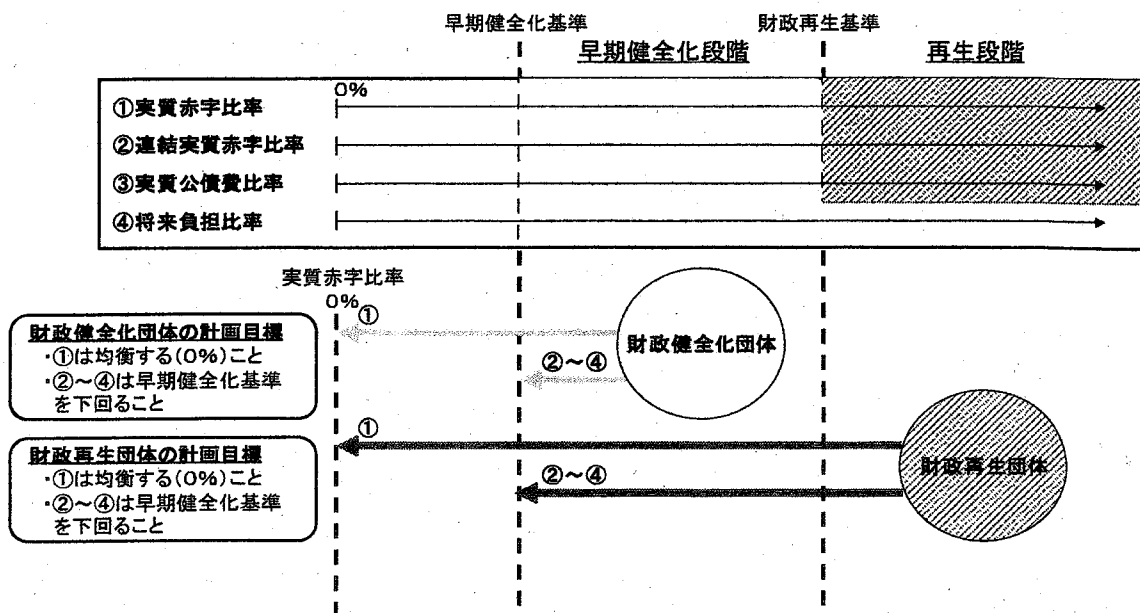 早期健全化基準
財政再生基準
早期健全化段階
再生段階
0%
①実質赤字比率
②連結実質赤字比率
③実質公債費比率
④将来負担比率
実質赤字比率
0%
財政健全化団体の計画目標
・①は均衡する(0%)こと
・②～④は早期健全化基準
を下回ること
①
②～④
財政健全化団体
財政再生団体の計画目標
・①は均衡する(0%)こと
・②～④は早期健全化基準
を下回ること
①
②～④
財政再生団体